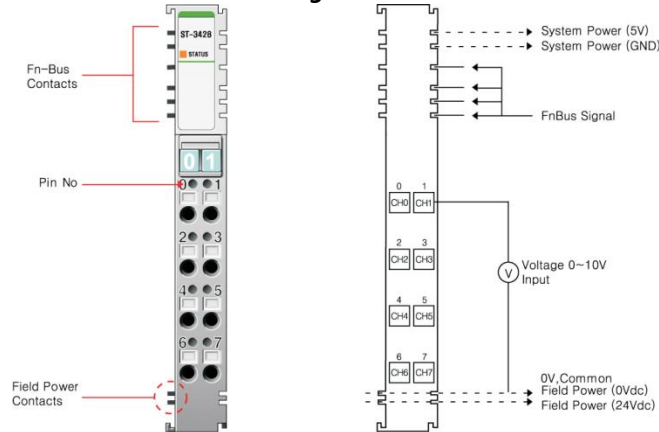 ST-3428
STATUS
Fn-Bus
Contacts
0 1
Pin No
0 1
2 3
4 5
6 7
Field Power
Contacts
System Power (5V)
System Power (GND)
FnBus Signal
0 1
CH0 CH1
2 3
CH2 CH3
V
Voltage 0~10V
Input
4 5
CH4 CH5
6 7
CH6 CH7
0V,Common
Field Power (0Vdc)
Field Power (24Vdc)